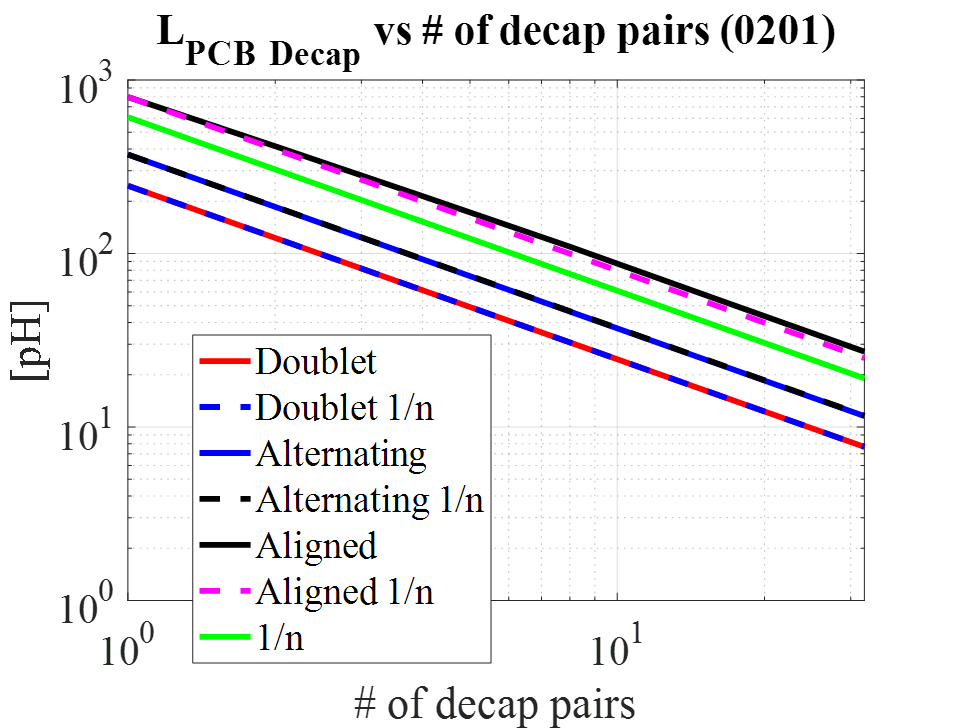 L_PCB Decap vs # of decap pairs (0201)
10^3
10^2
10^1
10^0
[pH]
Doublet
Doublet 1/n
Alternating
Alternating 1/n
Aligned
Aligned 1/n
1/n
10^0
10^1
# of decap pairs